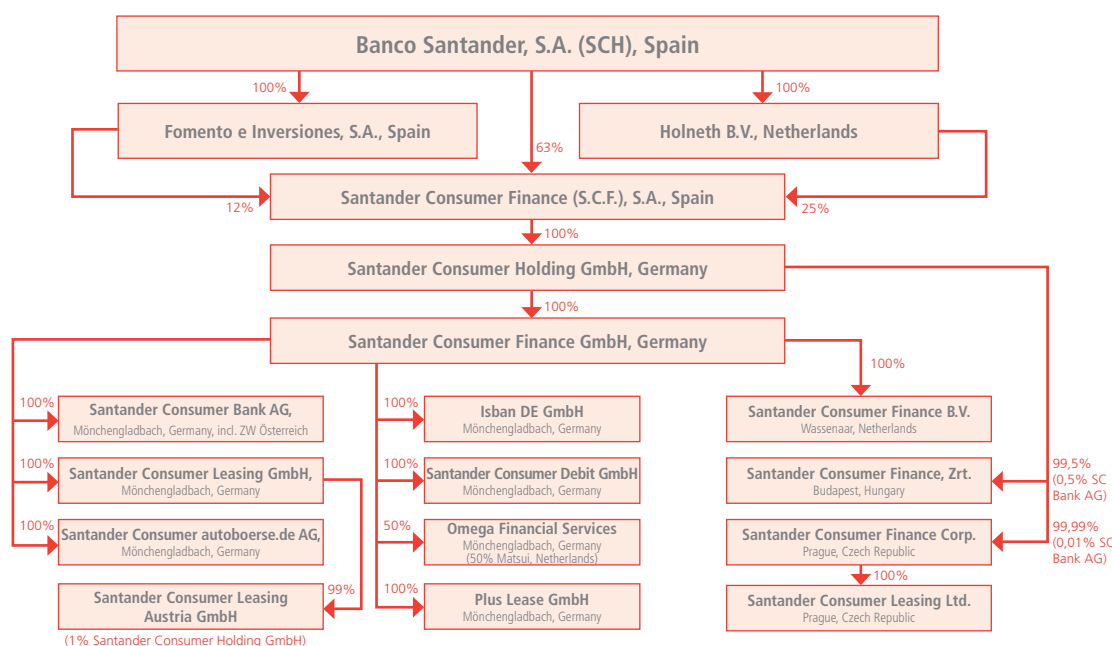 Banco Santander, S.A. (SCH), Spain
100%
100%
Fomento e Inversiones, S.A., Spain
Holneth B.V., Netherlands
63%
Santander Consumer Finance (S.C.F.), S.A., Spain
12%
25%
100%
Santander Consumer Holding GmbH, Germany
100%
Santander Consumer Finance GmbH, Germany
100%
100%
Santander Consumer Bank AG,
Mönchengladbach, Germany, incl. ZW Österreich
100%
Isban DE GmbH
Mönchengladbach, Germany
Santander Consumer Finance B.V.
Wassenaar, Netherlands
100%
Santander Consumer Leasing GmbH,
Mönchengladbach, Germany
100%
Santander Consumer Debit GmbH
Mönchengladbach, Germany
Santander Consumer Finance, Zrt.
Budapest, Hungary
99,5%
(0,5% SC
Bank AG)
100%
Santander Consumer autoboerse.de AG,
Mönchengladbach, Germany
50%
Omega Financial Services
Mönchengladbach, Germany
(50% Matsui, Netherlands)
Santander Consumer Finance Corp.
Prague, Czech Republic
99,99%
(0,01% SC
Bank AG)
100%
Santander Consumer Leasing
Austria GmbH
99%
(1% Santander Consumer Holding GmbH)
100%
Plus Lease GmbH
Mönchengladbach, Germany
Santander Consumer Leasing Ltd.
Prague, Czech Republic